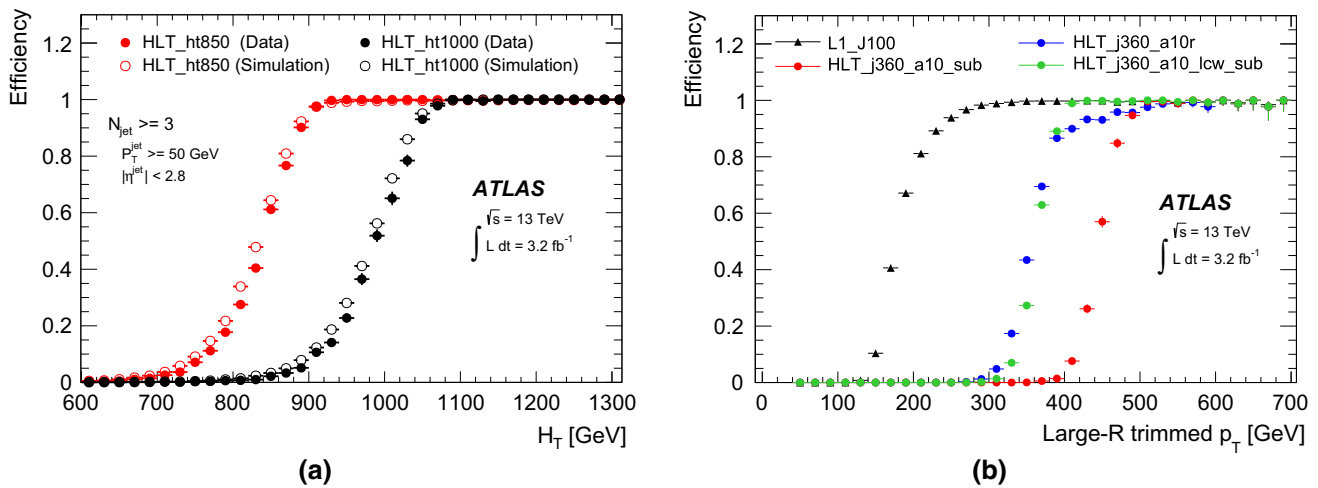 Efficiency
1.2
1
0.8
0.6
0.4
0.2
0
HLT_ht850 (Data)
HLT_ht850 (Simulation)
HLT_ht1000 (Data)
HLT_ht1000 (Simulation)
N_jet >= 3
P_T^jet >= 50 GeV
|η^jet| < 2.8
ATLAS
√s = 13 TeV
∫ L dt = 3.2 fb⁻¹
600 700 800 900 1000 1100 1200 1300
H_T [GeV]
(a)
Efficiency
1.2
1
0.8
0.6
0.4
0.2
0
L1_J100
HLT_j360_a10_sub
HLT_j360_a10r
HLT_j360_a10_lcw_sub
ATLAS
√s = 13 TeV
∫ L dt = 3.2 fb⁻¹
0 100 200 300 400 500 600 700
Large-R trimmed p_T [GeV]
(b)